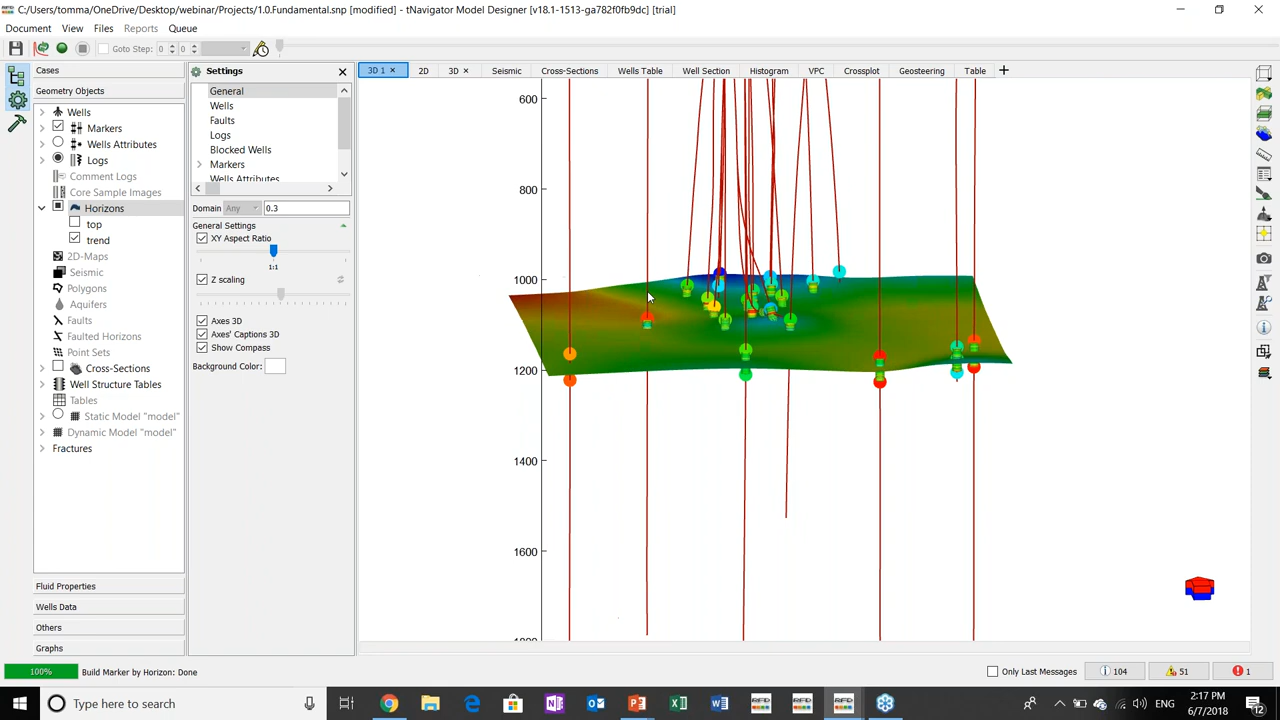 C:/Users/tomma/OneDrive/Desktop/webinar/Projects/1.0.Fundamental.snp [modified] - tNavigator Model Designer [v18.1-1513-ga782f0fb9dc] [trial]
Document View Files Reports Queue
Goto Step: 0 0
Cases
Geometry Objects
Wells
Markers
Wells Attributes
Logs
Comment Logs
Core Sample Images
Horizons
top
trend
2D-Maps
Seismic
Polygons
Aquifers
Faults
Faulted Horizons
Point Sets
Cross-Sections
Well Structure Tables
Tables
Static Model "model"
Dynamic Model "model"
Fractures
Fluid Properties
Wells Data
Others
Graphs
Settings
General
Wells
Faults
Logs
Blocked Wells
Markers
Wells Attributes
Domain Any 0.3
General Settings
XY Aspect Ratio
1:1
Z scaling
Axes 3D
Axes' Captions 3D
Show Compass
Background Color:
3D 1 2D 3D Seismic Cross-Sections Wells Table Well Section Histogram VPC Crossplot Geosteering Table
600
800
1000
1200
1400
1600
1800
100% Build Marker by Horizon: Done
Only Last Messages 104 51 1
Type here to search
ENG
2:17 PM
6/7/2018